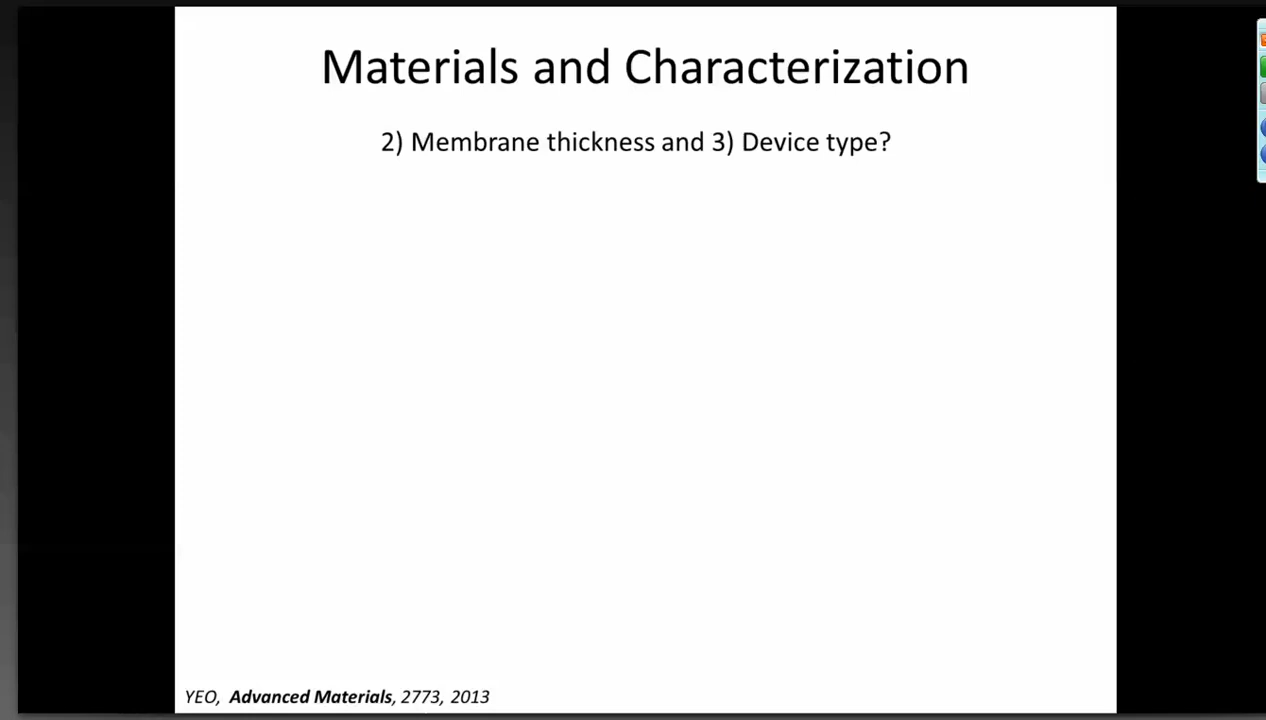 Materials and Characterization
2) Membrane thickness and 3) Device type?
YEO, Advanced Materials, 2773, 2013